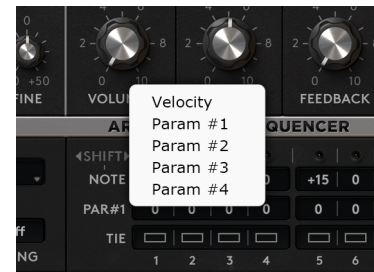 0
4 6
4 6
4 6
2 8
2 8
2 8
0 +50
0 10
0 10
0 10
FINE VOLU FEEDBACK
Velocity
Param #1
Param #2
Param #3
Param #4
AR QUENCER
SHIFT
NOTE 0 +15 0
PAR#1 0 0 0 0 0 0
ff
TIE
NG
1 2 3 4 5 6